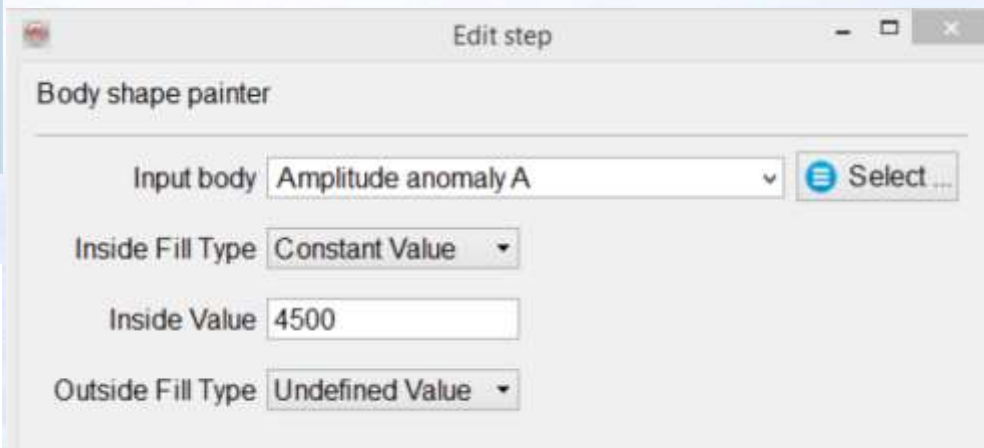 Edit step
Body shape painter
Input body Amplitude anomaly A Select ...
Inside Fill Type Constant Value
Inside Value 4500
Outside Fill Type Undefined Value